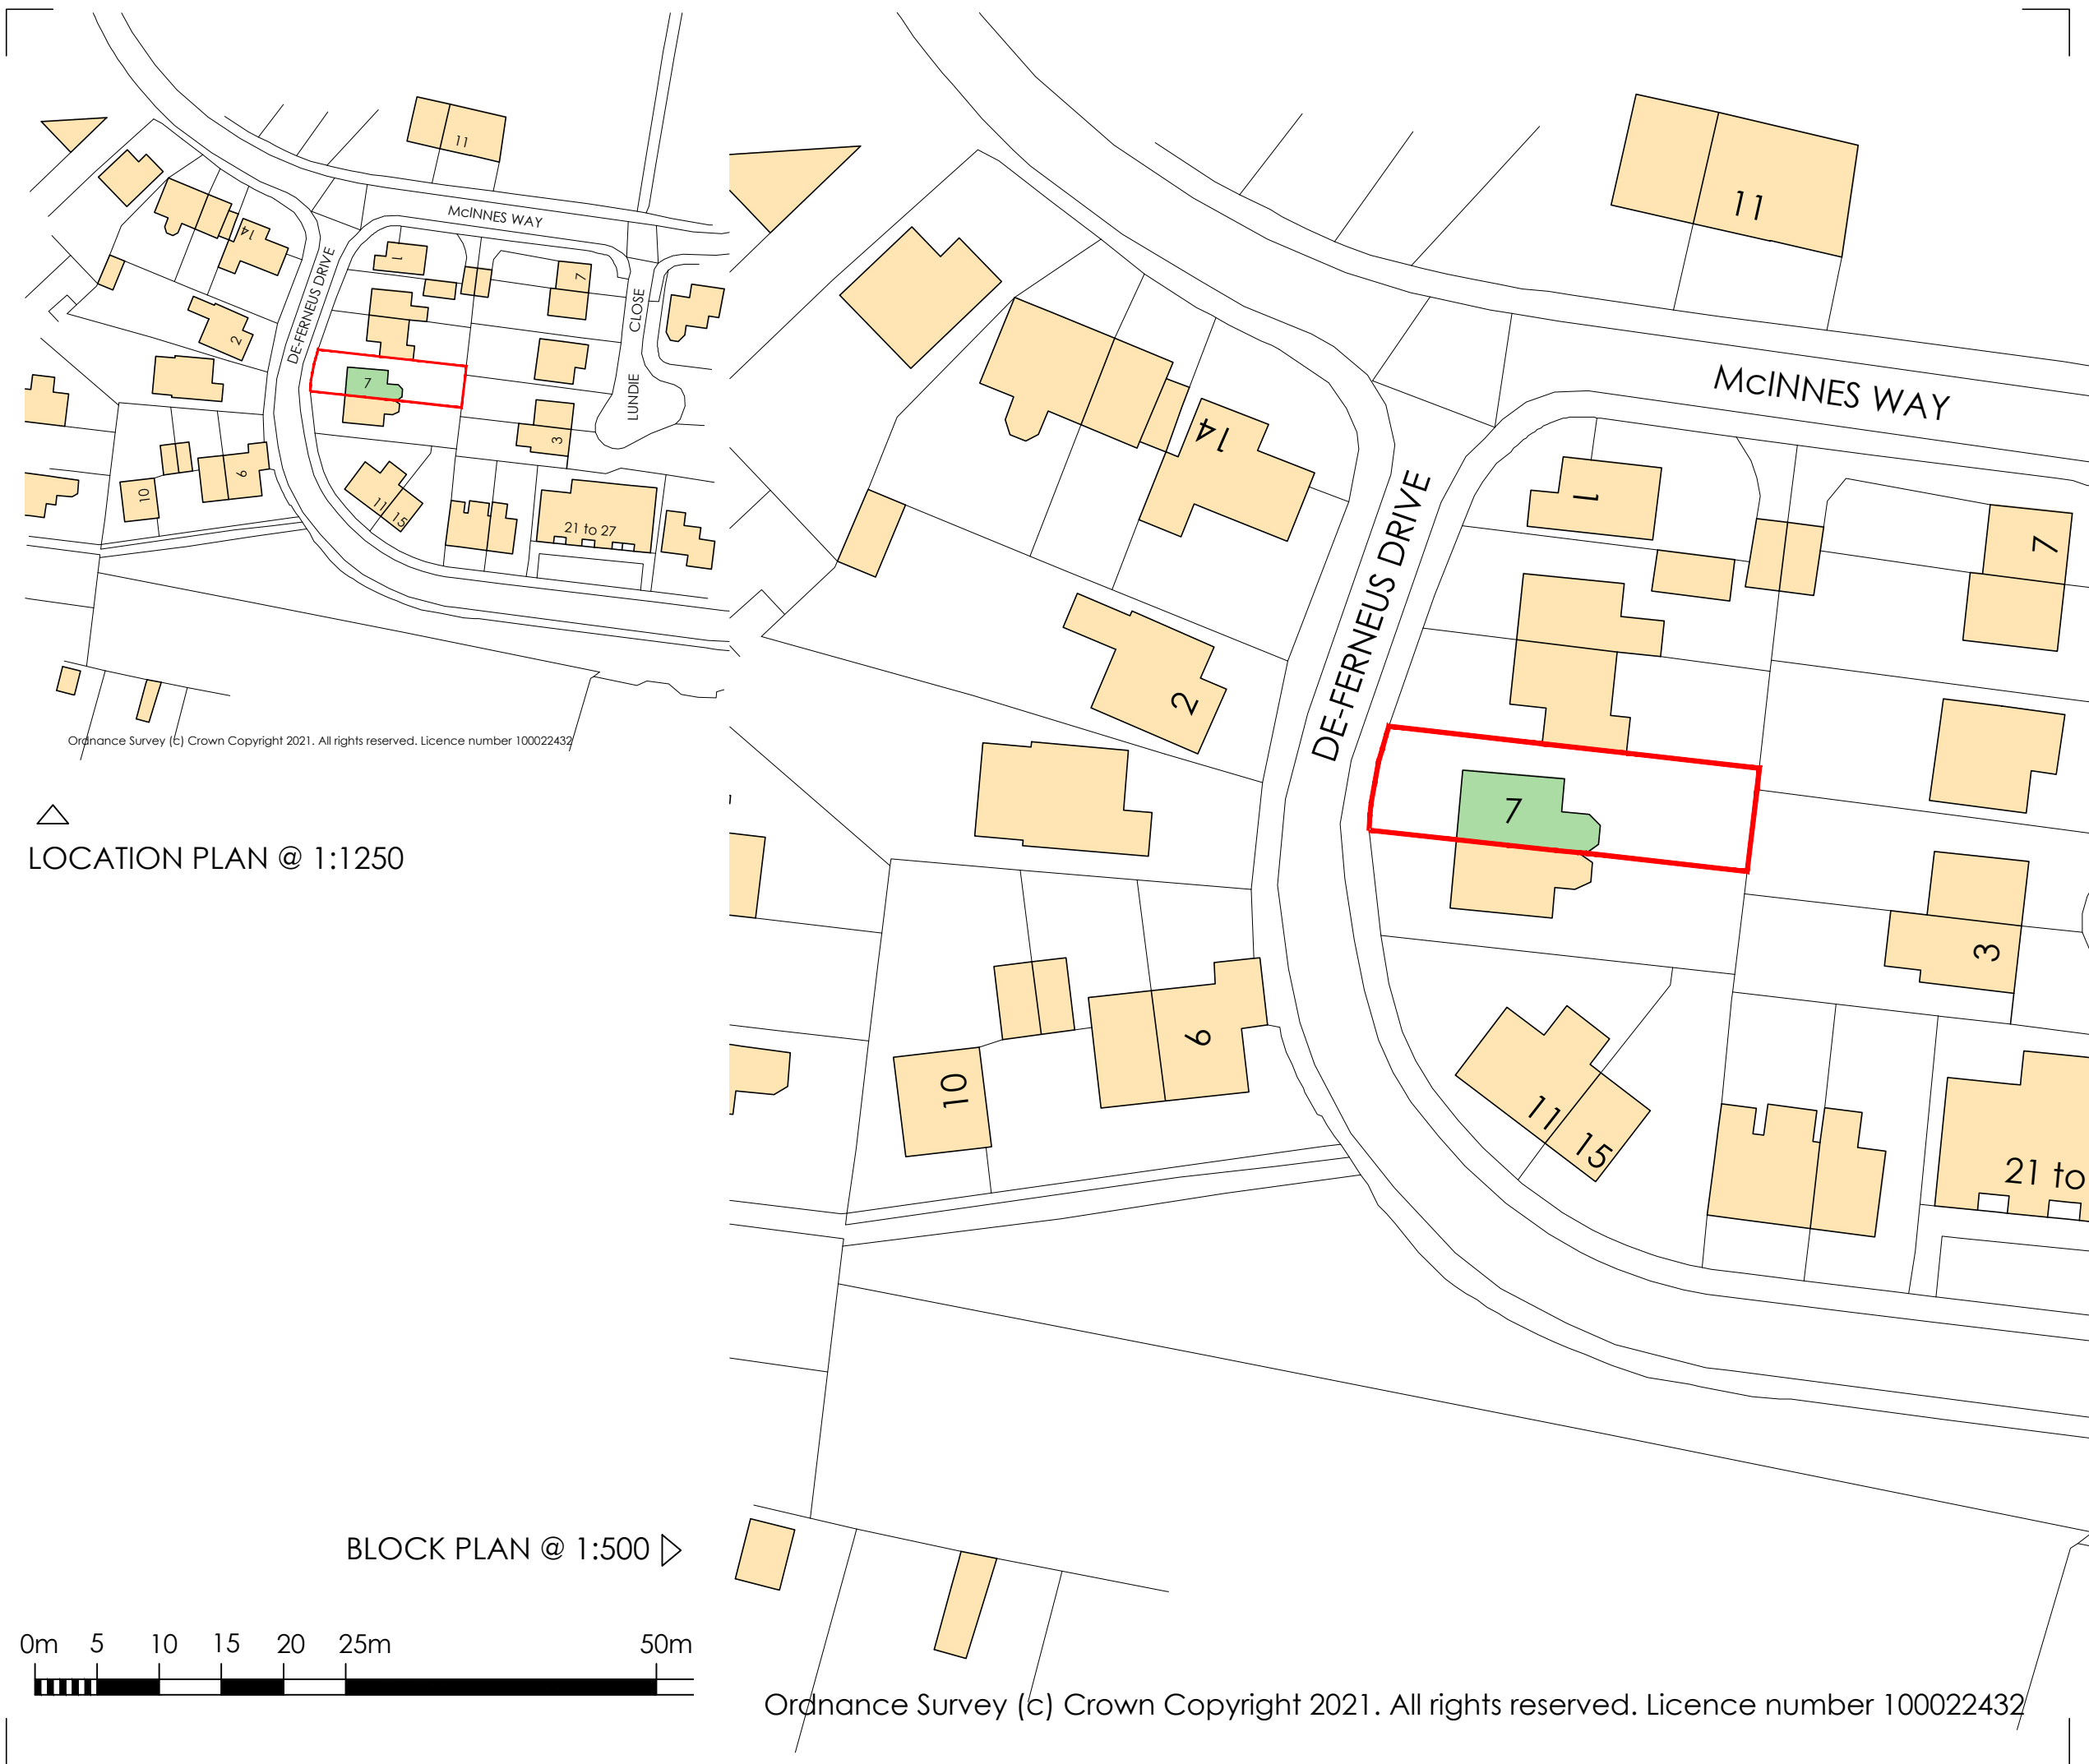 11
McINNES WAY
14
1
7
DE-FERNEUS DRIVE
LUNDIE CLOSE
2
7
3
6
10
11
15
21 to 27
Ordnance Survey (c) Crown Copyright 2021. All rights reserved. Licence number 100022432
LOCATION PLAN @ 1:1250
11
McINNES WAY
14
1
7
DE-FERNEUS DRIVE
2
7
3
6
10
11
15
21 to
BLOCK PLAN @ 1:500
0m 5 10 15 20 25m 50m
Ordnance Survey (c) Crown Copyright 2021. All rights reserved. Licence number 100022432